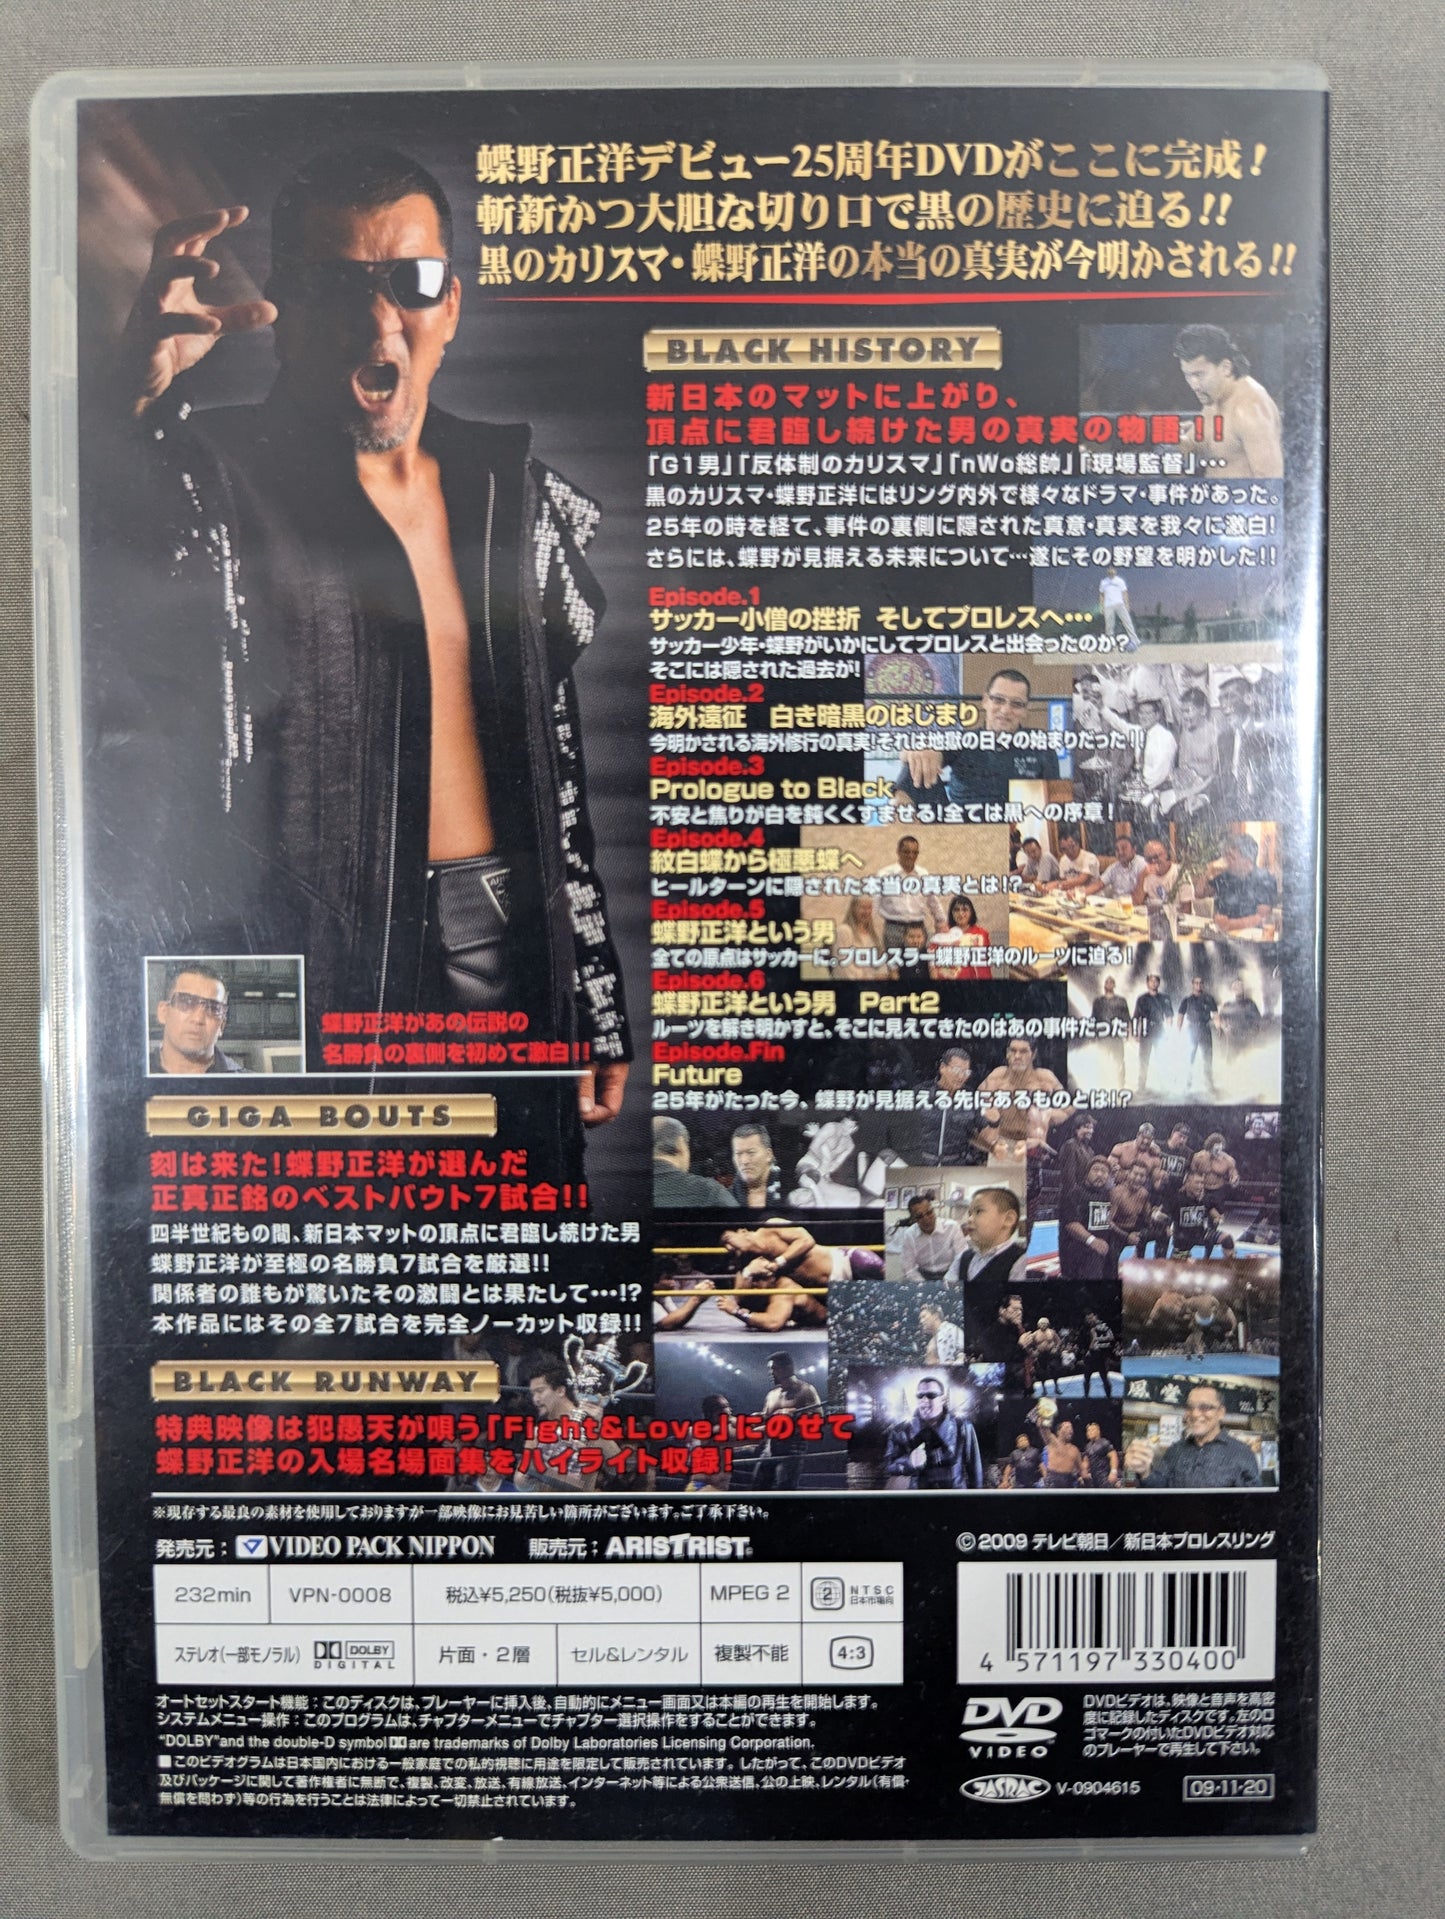 蝶野正洋デビュー25周年DVDがここに完成！
斬新かつ大胆な切り口で黒の歴史に迫る！！
黒のカリスマ・蝶野正洋の本当の真実が今明かされる！！
BLACK HISTORY
新日本のマットに上がり、
頂点に君臨し続けた男の真実の物語！！
「G1男」「反体制のカリスマ」「nWo総帥」「現場監督」…
黒のカリスマ・蝶野正洋にはリング内外で様々なドラマ・事件があった。
25年の時を経て、事件の裏側に隠された真意・真実を我々に激白！
さらには、蝶野が見据える未来について…遂にその野望を明かした！！
Episode.1
サッカー小僧の挫折 そしてプロレスへ…
サッカー少年・蝶野がいかにしてプロレスと出会ったのか？
そこには隠された過去が！
Episode.2
海外遠征 白き暗黒のはじまり
今明かされる海外修行の真実！それは地獄の日々の始まりだった！！
Episode.3
Prologue to Black
不安と焦りが白を鈍くくすませる！全ては黒への序章！
Episode.4
紋白蝶から極悪蝶へ
ヒールターンに隠された本当の真実とは！？
Episode.5
蝶野正洋という男
全ての原点はサッカーに。プロレスラー蝶野正洋のルーツに迫る！
Episode.6
蝶野正洋という男 Part2
ルーツを解き明かすと、そこに見えてきたのはあの事件だった！！
Episode.Fin
Future
25年がたった今、蝶野が見据える先にあるものとは！？
蝶野正洋があの伝説の
名勝負の裏側を初めて激白！！
GIGA BOUTS
刻は来た！蝶野正洋が選んだ
正真正銘のベストバウト7試合！！
四半世紀もの間、新日本マットの頂点に君臨し続けた男
蝶野正洋が至極の名勝負7試合を厳選！！
関係者の誰もが驚いたその激闘とは果たして…！？
本作品にはその全7試合を完全ノーカット収録！！
BLACK RUNWAY
特典映像は犯愚天が唄う「Fight&Love」にのせて
蝶野正洋の入場名場面集をハイライト収録！
※現存する最良の素材を使用しておりますが一部映像にお見苦しい箇所がございます。ご了承下さい。
発売元：VIDEO PACK NIPPON 販売元：ARISTRIST
©2009 テレビ朝日／新日本プロレスリング
232min VPN-0008 税込¥5,250（税抜¥5,000） MPEG 2 2 NTSC 日本市場向
ステレオ（一部モノラル） DOLBY DIGITAL 片面・2層 セル&レンタル 複製不能 4:3
4 571197 330400
オートセットスタート機能：このディスクは、プレーヤーに挿入後、自動的にメニュー画面又は本編の再生を開始します。
システムメニュー操作：このプログラムは、チャプターメニューでチャプター選択操作をすることができます。
"DOLBY"and the double-D symbol are trademarks of Dolby Laboratories Licensing Corporation.
■このビデオグラムは日本国内における一般家庭での私的視聴に用途を限定して販売されています。したがって、このDVDビデオ
及びパッケージに関して著作権者に無断で、複製、改変、放送、有線放送、インターネット等による公衆送信、公の上映、レンタル（有償・
無償を問わず）等の行為を行うことは法律によって一切禁止されています。
DVD VIDEO
DVDビデオは、映像と音声を高密
度に記録したディスクです。左のロ
ゴマークの付いたDVDビデオ対応
のプレーヤーで再生して下さい。
JASRAC V-0904615 09・11・20